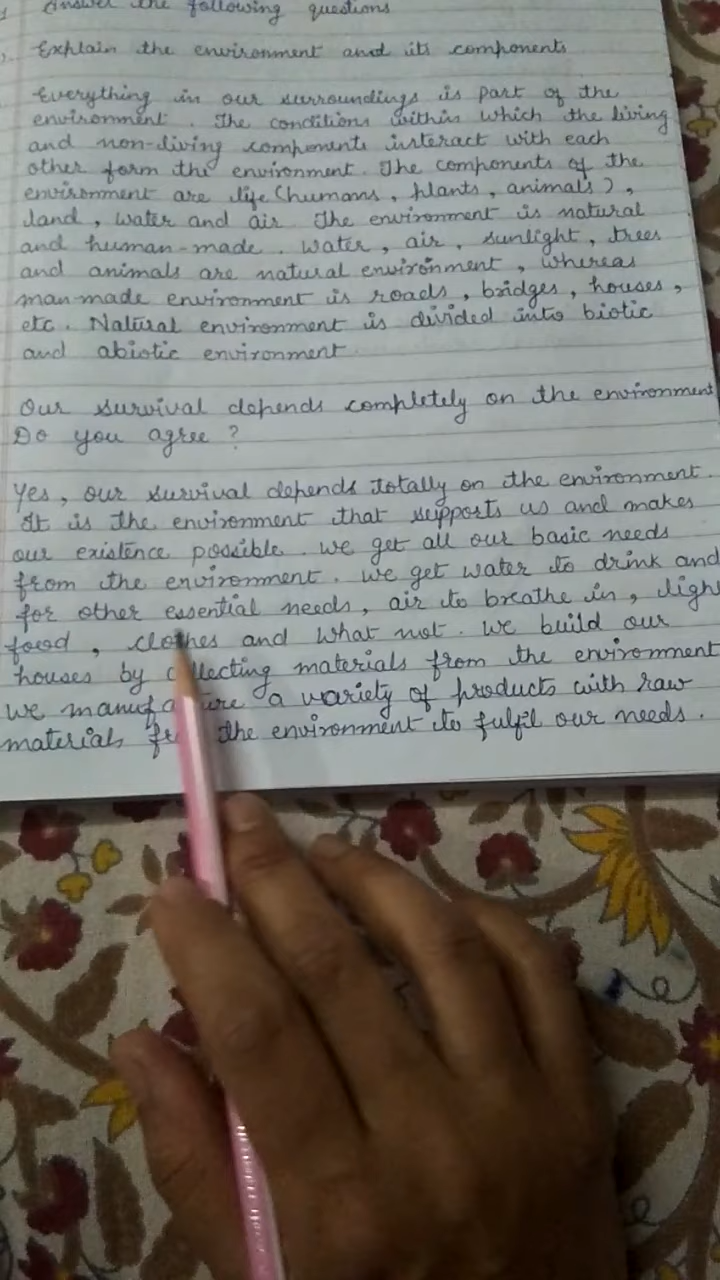 Answer the following questions
Explain the environment and its components
Everything in our surroundings is part of the
environment. The conditions within which the living
and non-living components interact with each
other form the environment. The components of the
environment are life (humans, plants, animals),
land, water and air. The environment is natural
and human-made. Water, air, sunlight, trees
and animals are natural environment, whereas
man-made environment is roads, bridges, houses,
etc. Natural environment is divided into biotic
and abiotic environment.
Our survival depends completely on the environment
Do you agree?
Yes, our survival depends totally on the environment.
It is the environment that supports us and makes
our existence possible. We get all our basic needs
from the environment. We get water to drink and
for other essential needs, air to breathe in, light
food, clothes and what not. We build our
houses by collecting materials from the environment
We manufacture a variety of products with raw
materials the environment to fulfil our needs.